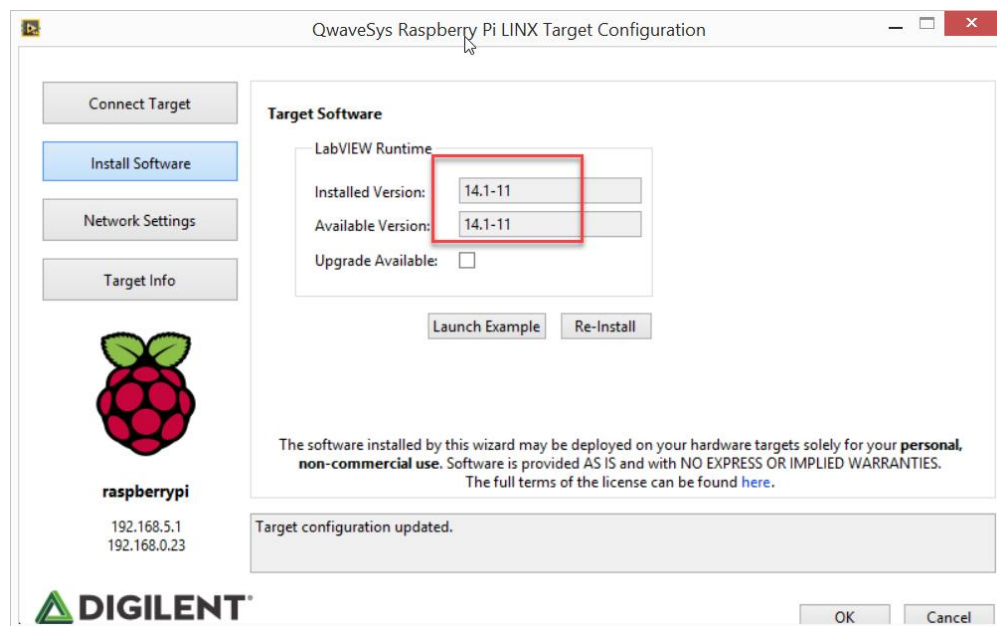 QwaveSys Raspberry Pi LINX Target Configuration
Connect Target
Install Software
Network Settings
Target Info
raspberrypi
192.168.5.1
192.168.0.23
DIGILENT
Target Software
LabVIEW Runtime
Installed Version: 14.1-11
Available Version: 14.1-11
Upgrade Available:
Launch Example Re-Install
The software installed by this wizard may be deployed on your hardware targets solely for your personal,
non-commercial use. Software is provided AS IS and with NO EXPRESS OR IMPLIED WARRANTIES.
The full terms of the license can be found here.
Target configuration updated.
OK Cancel